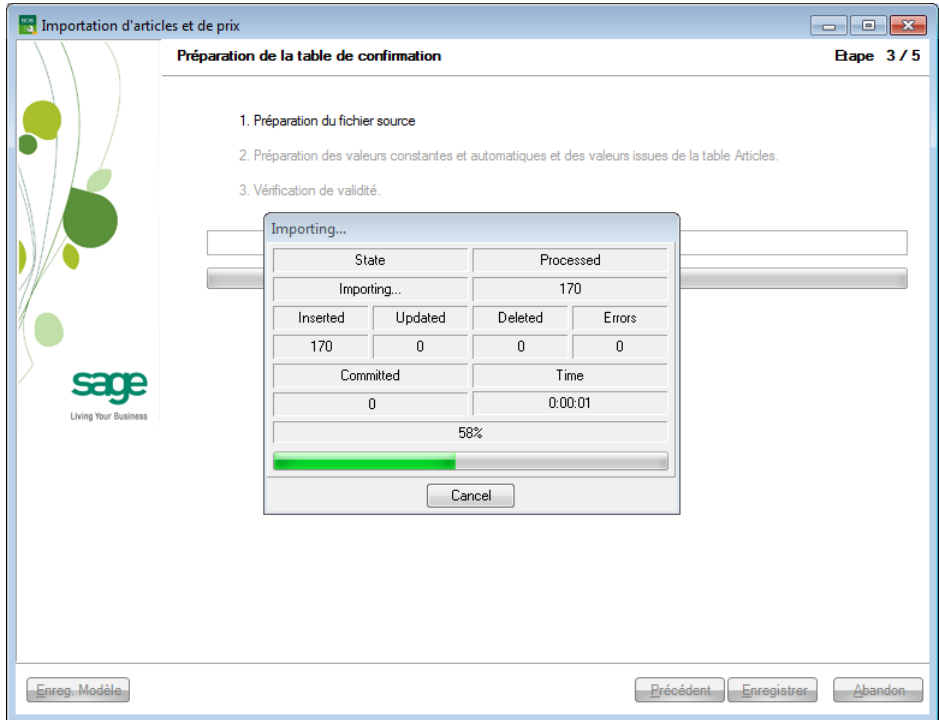 BOB
Importation d'articles et de prix
Préparation de la table de confirmation Etape 3 / 5
1. Préparation du fichier source
2. Préparation des valeurs constantes et automatiques et des valeurs issues de la table Articles.
3. Vérification de validité.
Importing...
State Processed
Importing... 170
Inserted Updated Deleted Errors
170 0 0 0
Committed Time
0 0:00:01
58%
Cancel
sage
Living Your Business
Enreg. Modèle Précédent Enregistrer Abandon